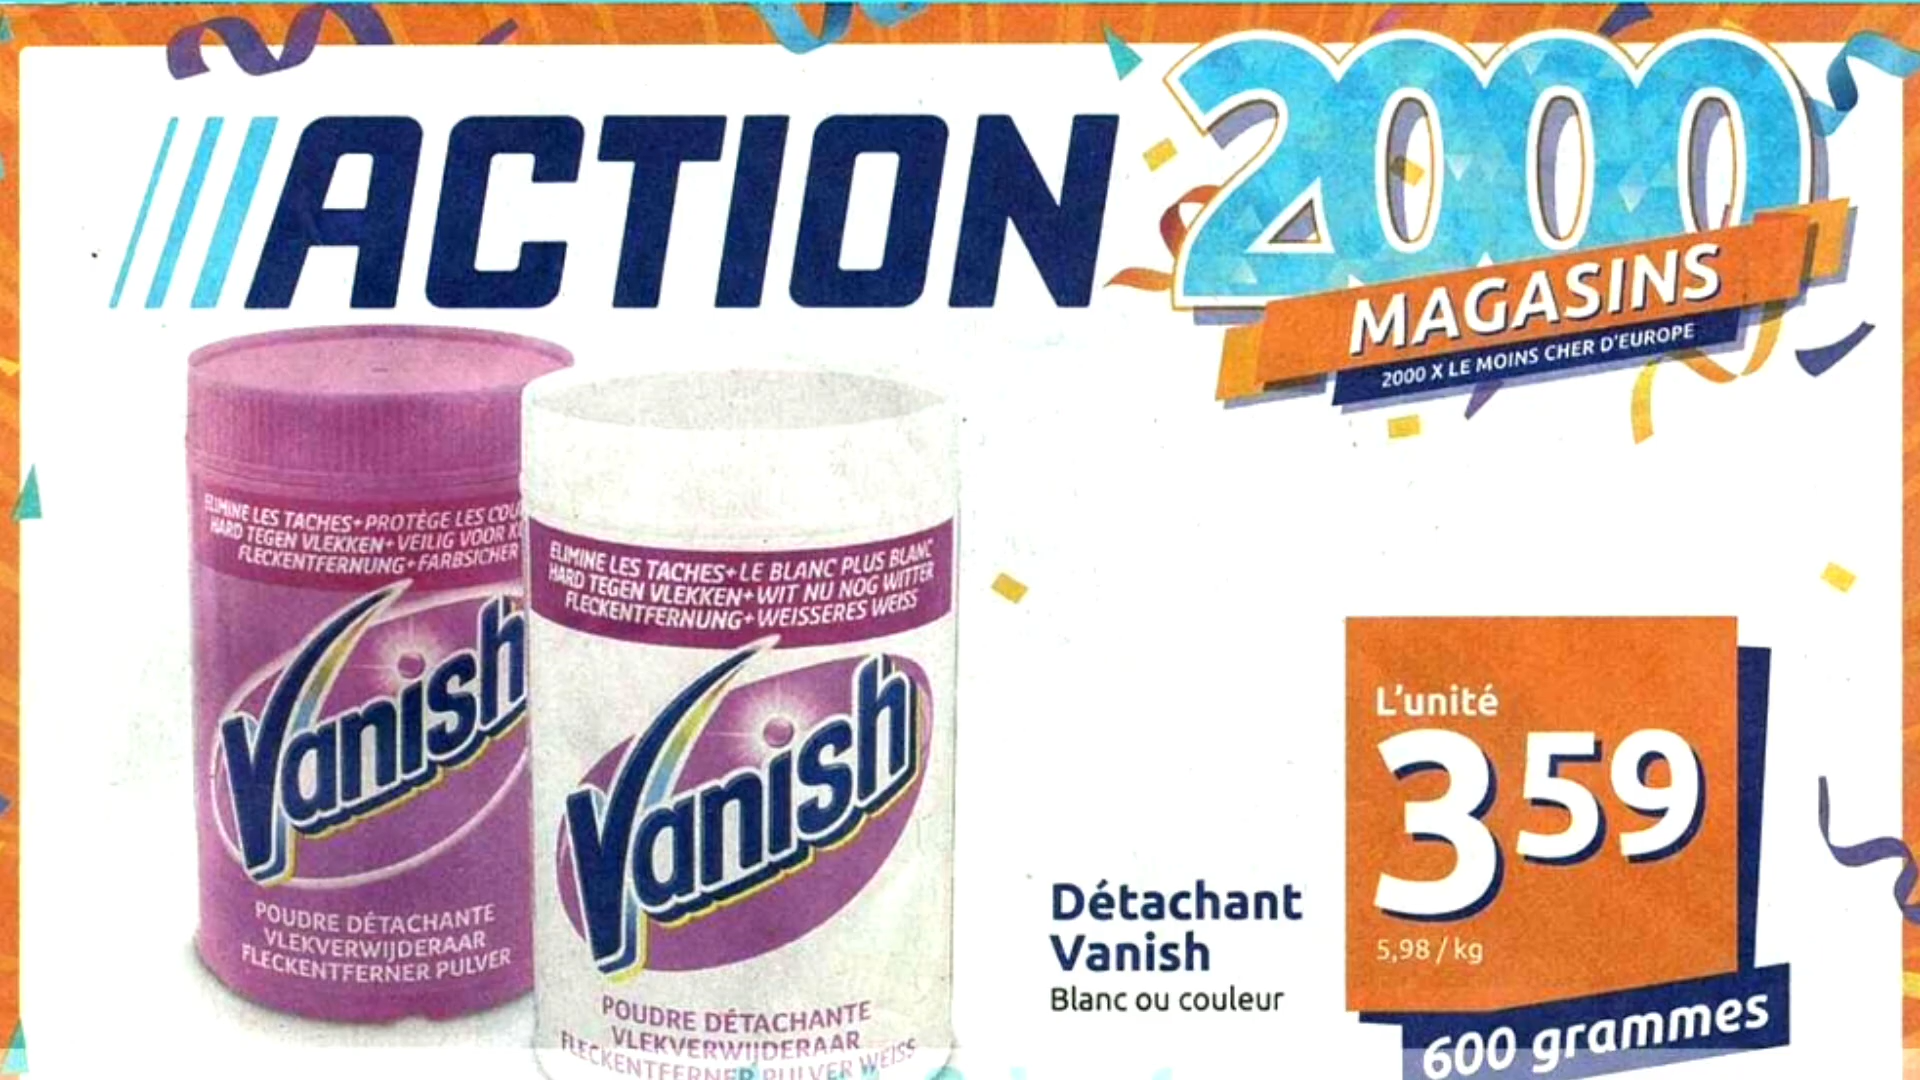 ACTION
2000
MAGASINS
2000 X LE MOINS CHER D'EUROPE
ELIMINE LES TACHES+PROTÈGE LES
HARD TEGEN VLEKKEN+VEILIG VOOR
FLECKENTFERNUNG+FARBSICHER
Vanish
POUDRE DÉTACHANTE
VLEKVERWIJDERAAR
FLECKENTFERNER PULVER
ELIMINE LES TACHES+LE BLANC PLUS BLANC
HARD TEGEN VLEKKEN+WIT NU NOG WITTER
FLECKENTFERNUNG+WEISSERES WEISS
Vanish
POUDRE DÉTACHANTE
VLEKVERWIJDERAAR
FLECKENTFERNER PULVER WEISS
Détachant
Vanish
Blanc ou couleur
L'unité
359
5,98 / kg
600 grammes